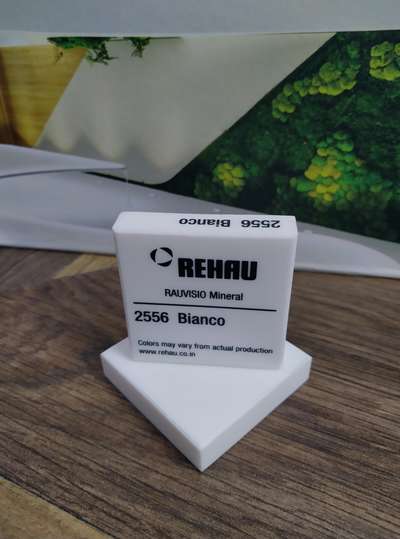 2556 Bianco
REHAU
RAUVISIO Mineral
2556 Bianco
Colors may vary from actual production
www.rehau.co.in